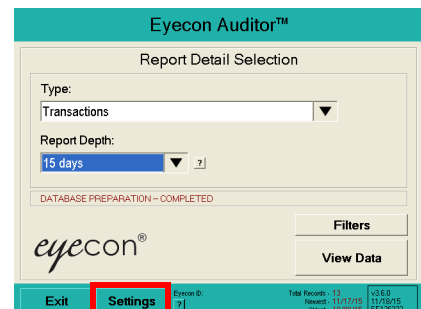 Eyecon Auditor™
Report Detail Selection
Type:
Transactions
Report Depth:
15 days
?
DATABASE PREPARATION – COMPLETED
eyecon®
Filters
View Data
Exit
Settings
Eyecon ID:
?
Total Records - 13
Newest - 11/17/15
v3.6.0
11/18/15